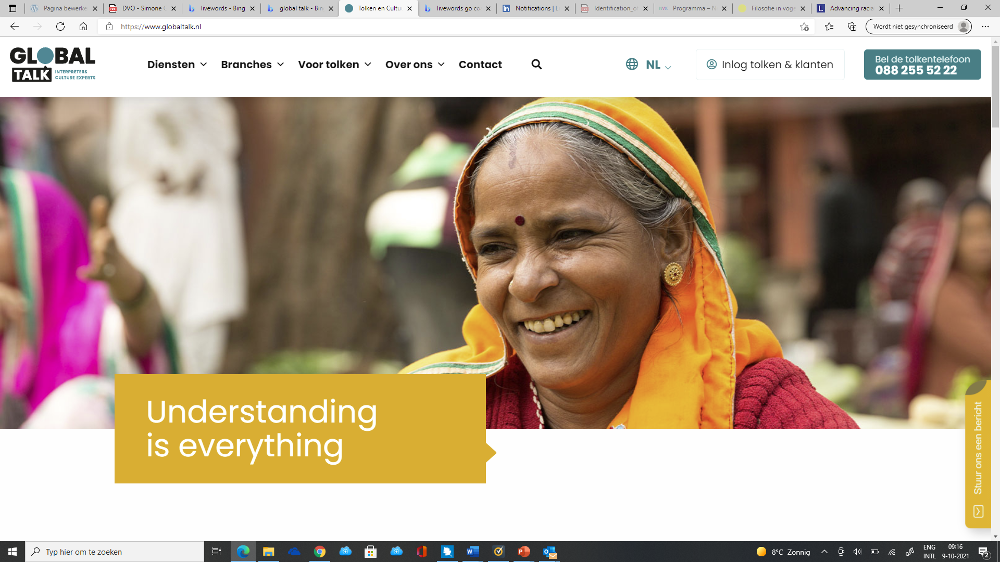 Pagina bewerke
DVO - Simone G
livewords - Bing
global talk - Bin
Tolken en Cultu
livewords go co
Notifications | Li
Identification_o
Programma – N
Filosofie in voge
Advancing racia
https://www.globaltalk.nl
Wordt niet gesynchroniseerd
GLOBAL
TALK
INTERPRETERS
CULTURE EXPERTS
Diensten
Branches
Voor tolken
Over ons
Contact
NL
Inlog tolken & klanten
Bel de tolkentelefoon
088 255 52 22
Understanding
is everything
Stuur ons een bericht
Typ hier om te zoeken
8°C Zonnig
ENG
INTL
09:16
9-10-2021
2